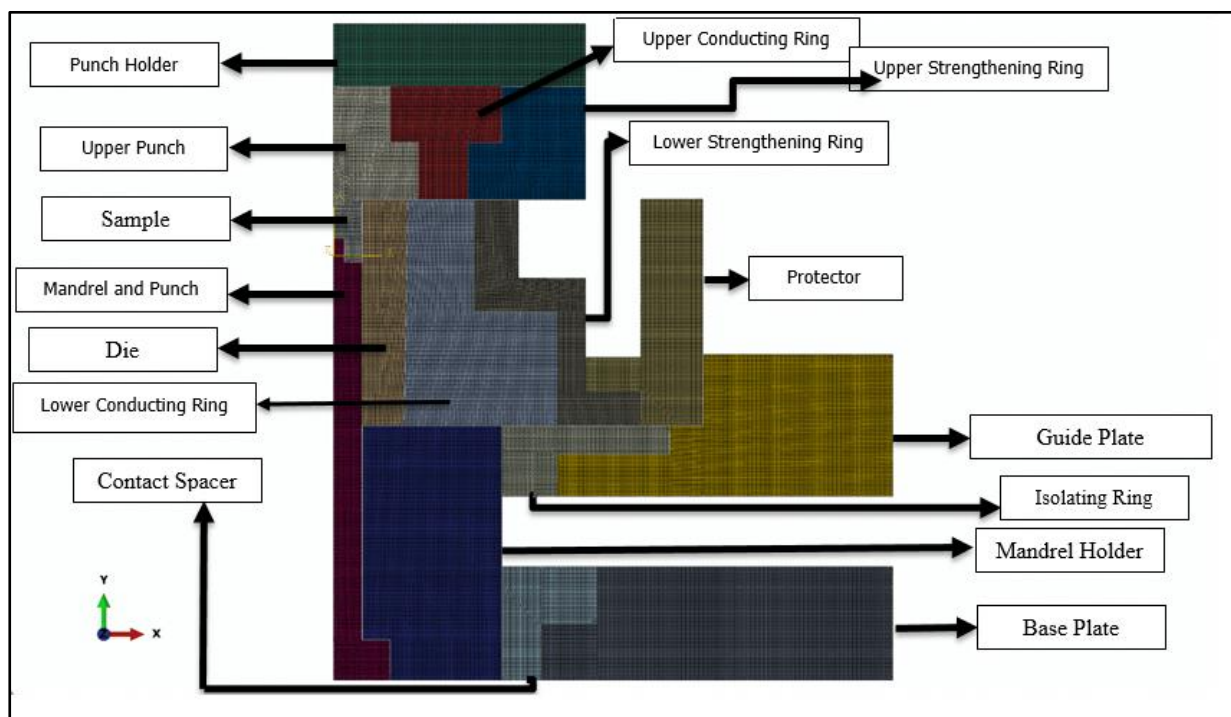 Upper Conducting Ring
Punch Holder
Upper Strengthening Ring
Upper Punch
Lower Strengthening Ring
Sample
Mandrel and Punch
Protector
Die
Lower Conducting Ring
Guide Plate
Contact Spacer
Isolating Ring
Mandrel Holder
Base Plate
Y
Z
X